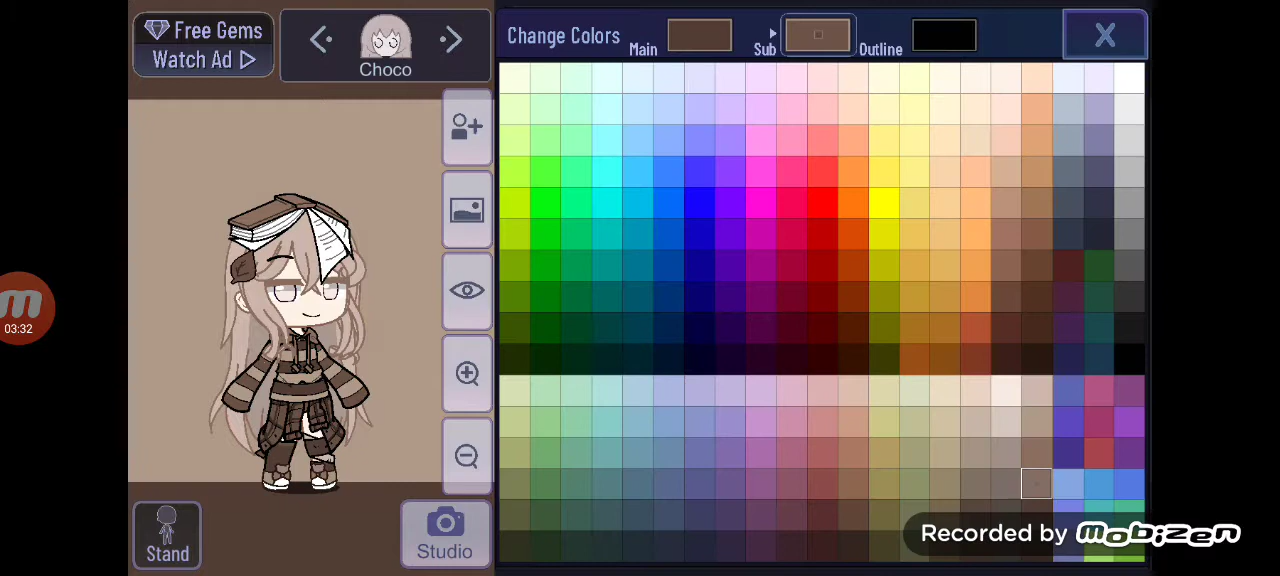 Free Gems
Watch Ad
Choco
Change Colors
Main
Sub
Outline
X
03:32
Stand
Studio
Recorded by Mobizen